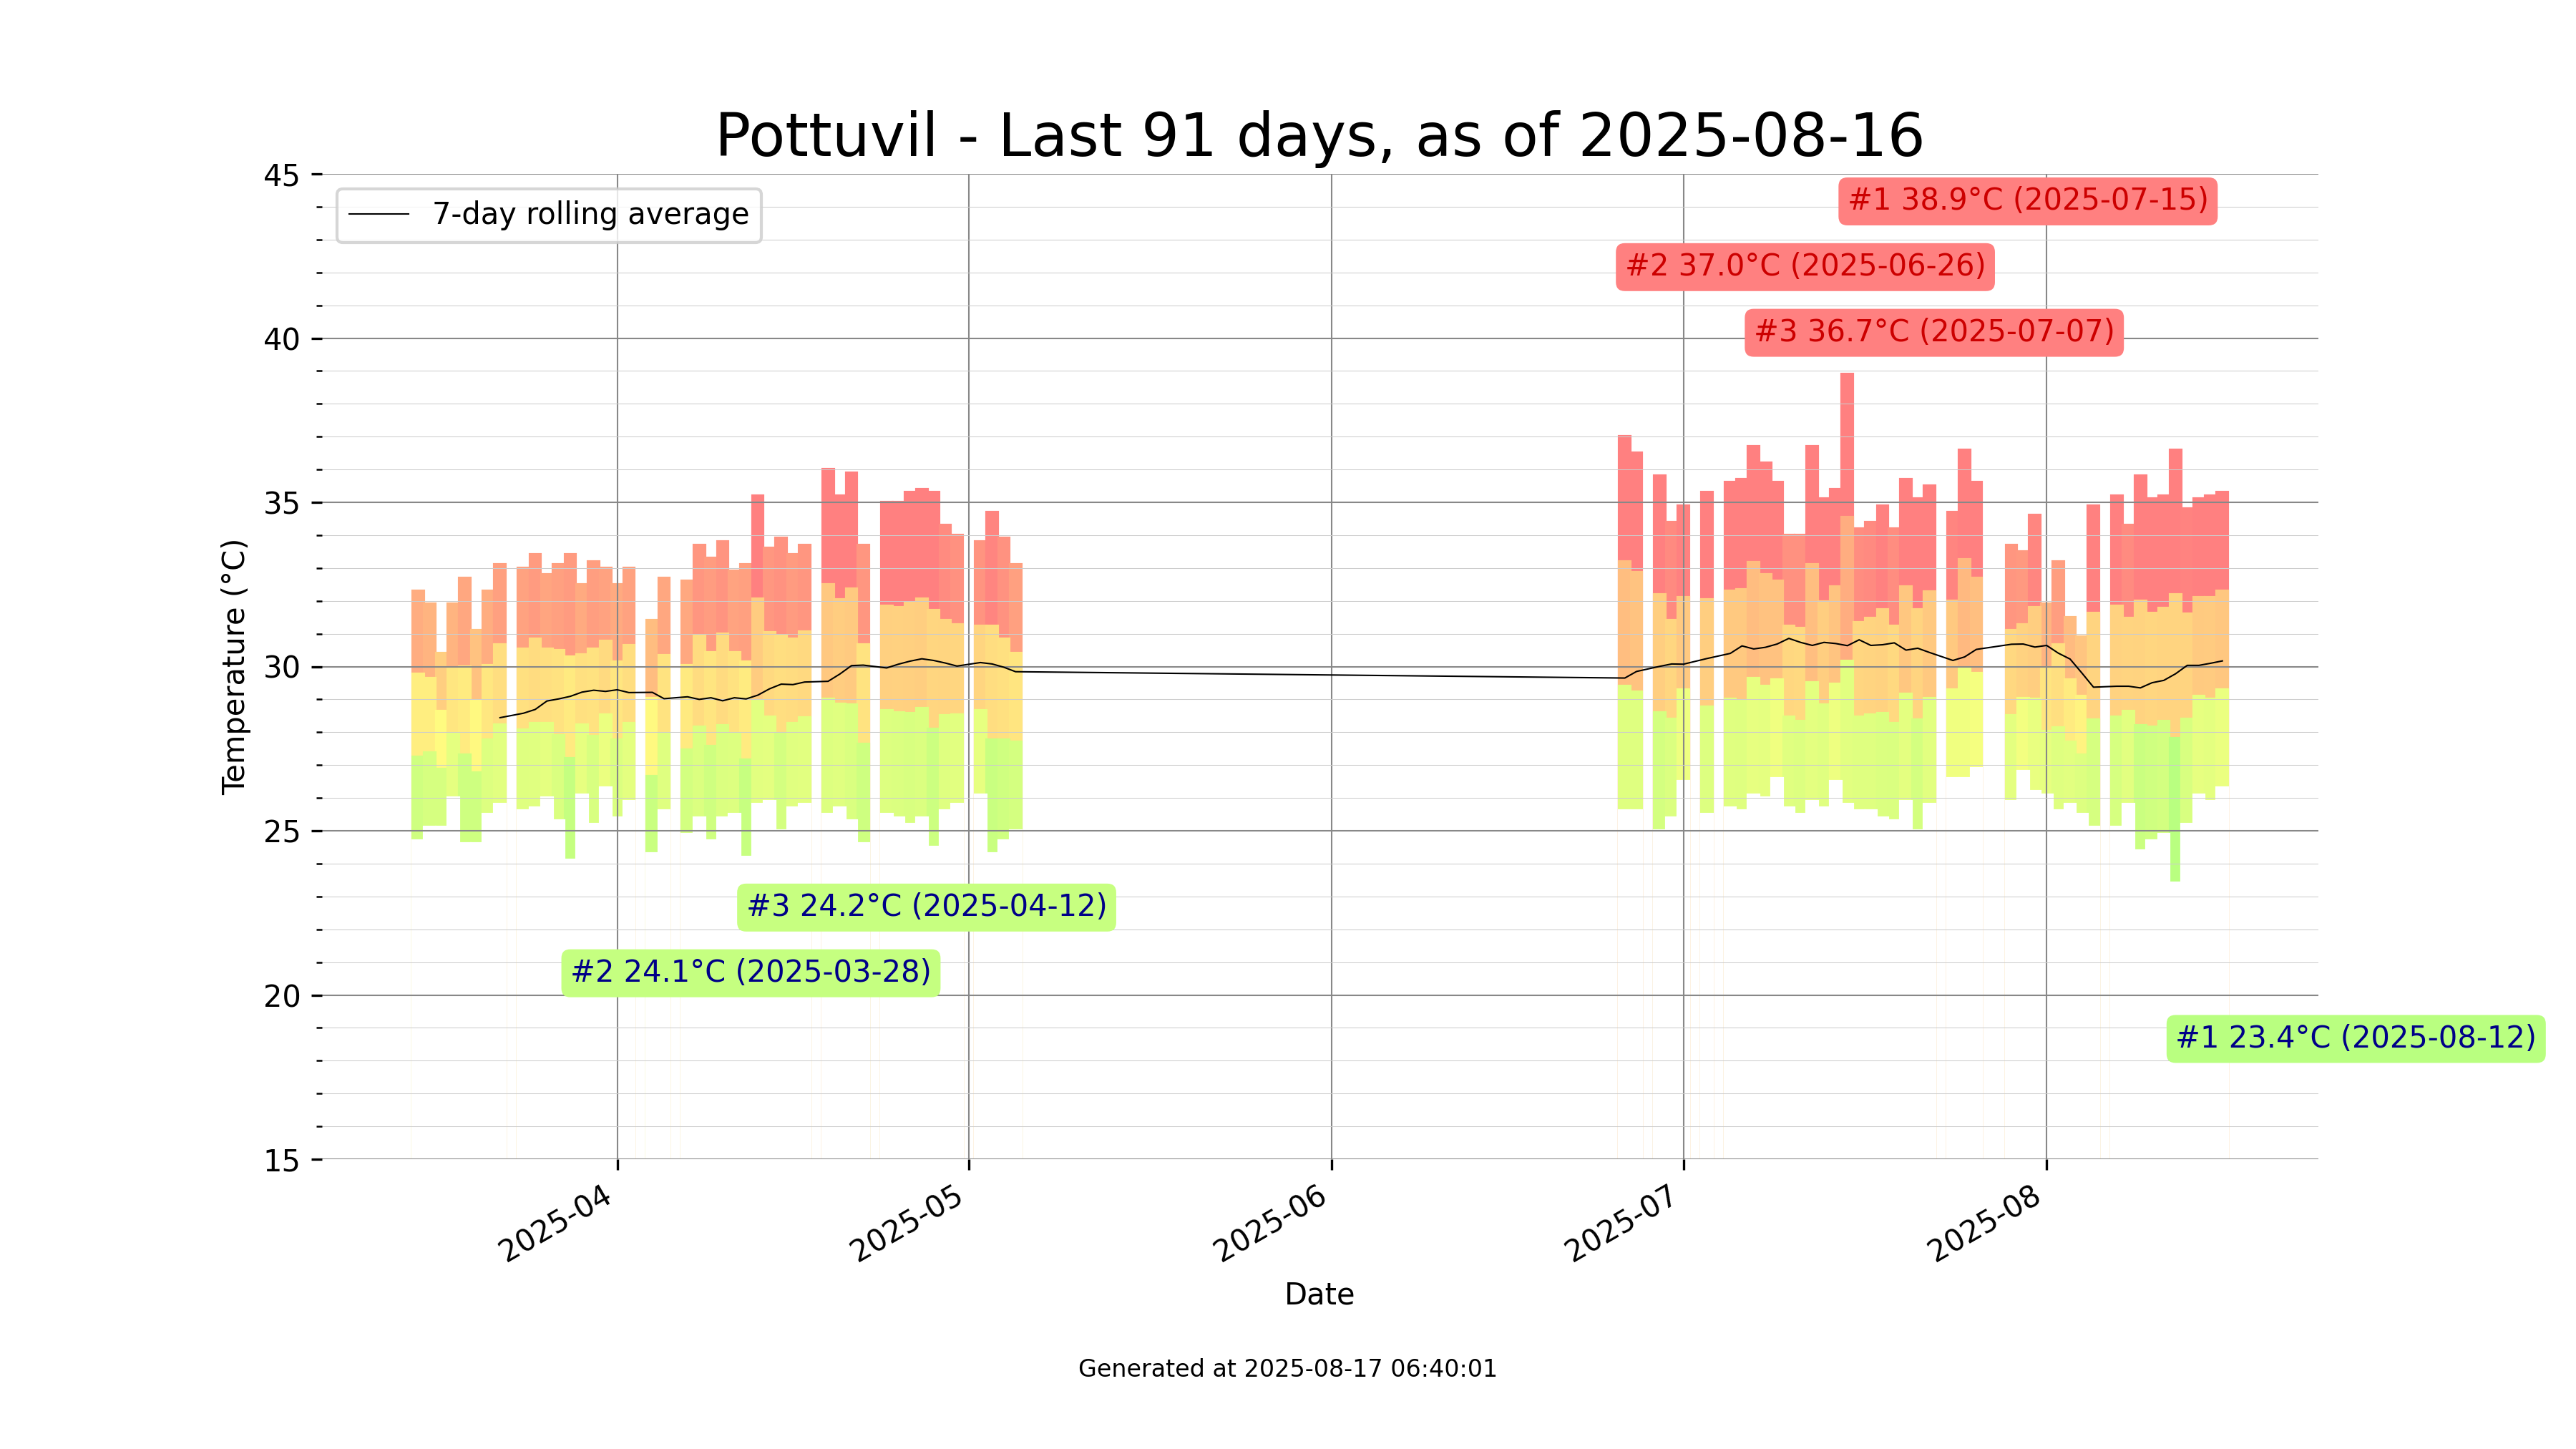 Pottuvil - Last 91 days, as of 2025-08-16
7-day rolling average
#1 38.9°C (2025-07-15)
#2 37.0°C (2025-06-26)
#3 36.7°C (2025-07-07)
#3 24.2°C (2025-04-12)
#2 24.1°C (2025-03-28)
#1 23.4°C (2025-08-12)
Temperature (°C)
45
40
35
30
25
20
15
2025-04
2025-05
2025-06
2025-07
2025-08
Date
Generated at 2025-08-17 06:40:01